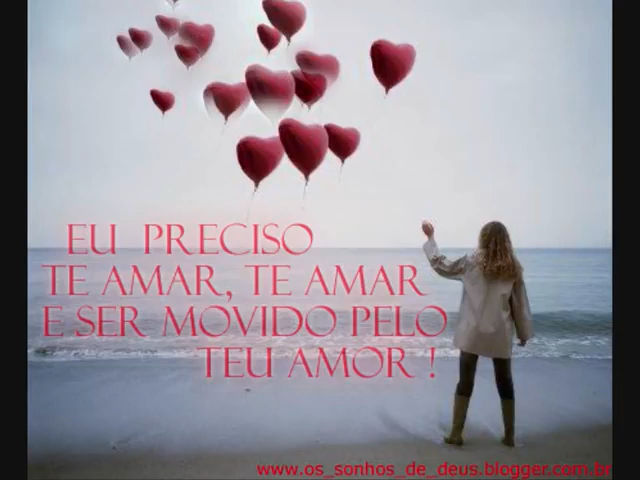 EU PRECISO
TE AMAR, TE AMAR
E SER MOVIDO PELO
TEU AMOR !
www.os_sonhos_de_deus.blogger.com.br